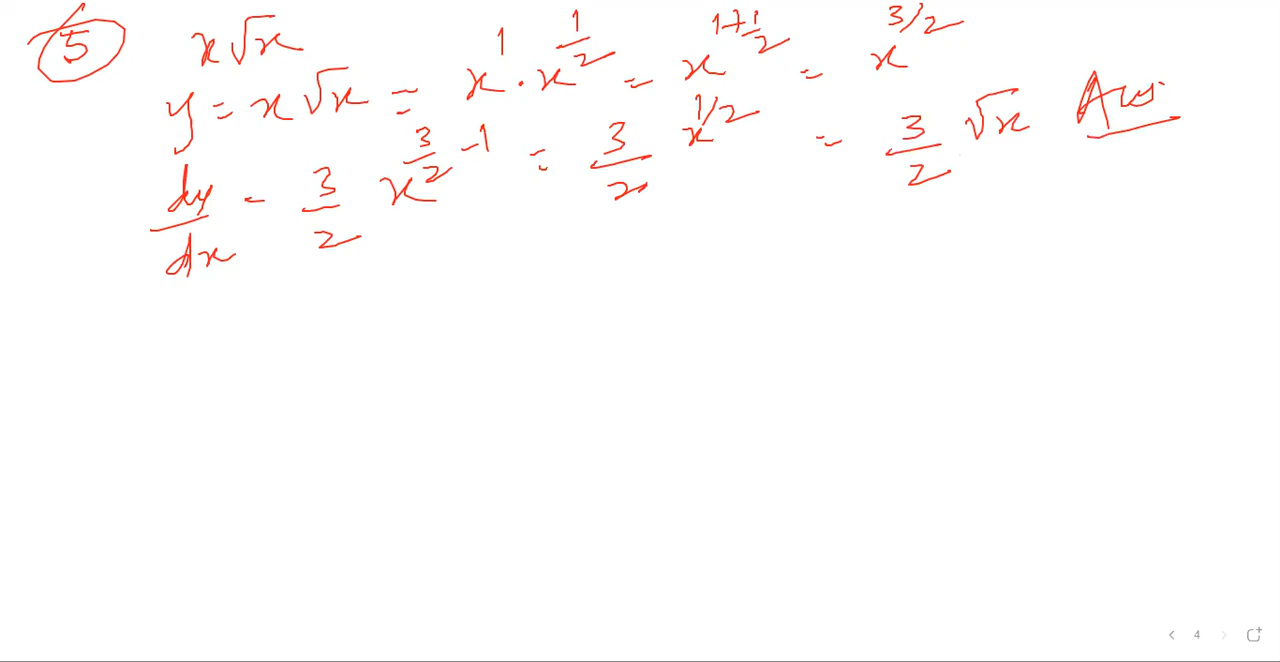 ⑤ x√x
y = x√x = x^1 · x^{1/2} = x^{1+1/2} = x^{3/2}
dy/dx = 3/2 x^{3/2 - 1} = 3/2 x^{1/2} = 3/2 √x Ans
4